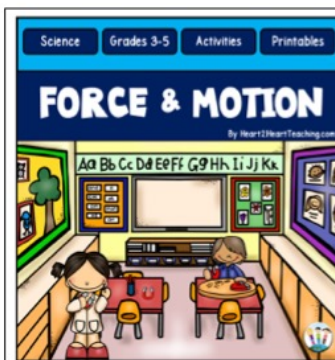 Science Grades 3-5 Activities Printables
FORCE & MOTION
By Heart2HeartTeaching.com
Aa Bb Cc Dd Ee Ff Gg Hh Ii Jj Kk